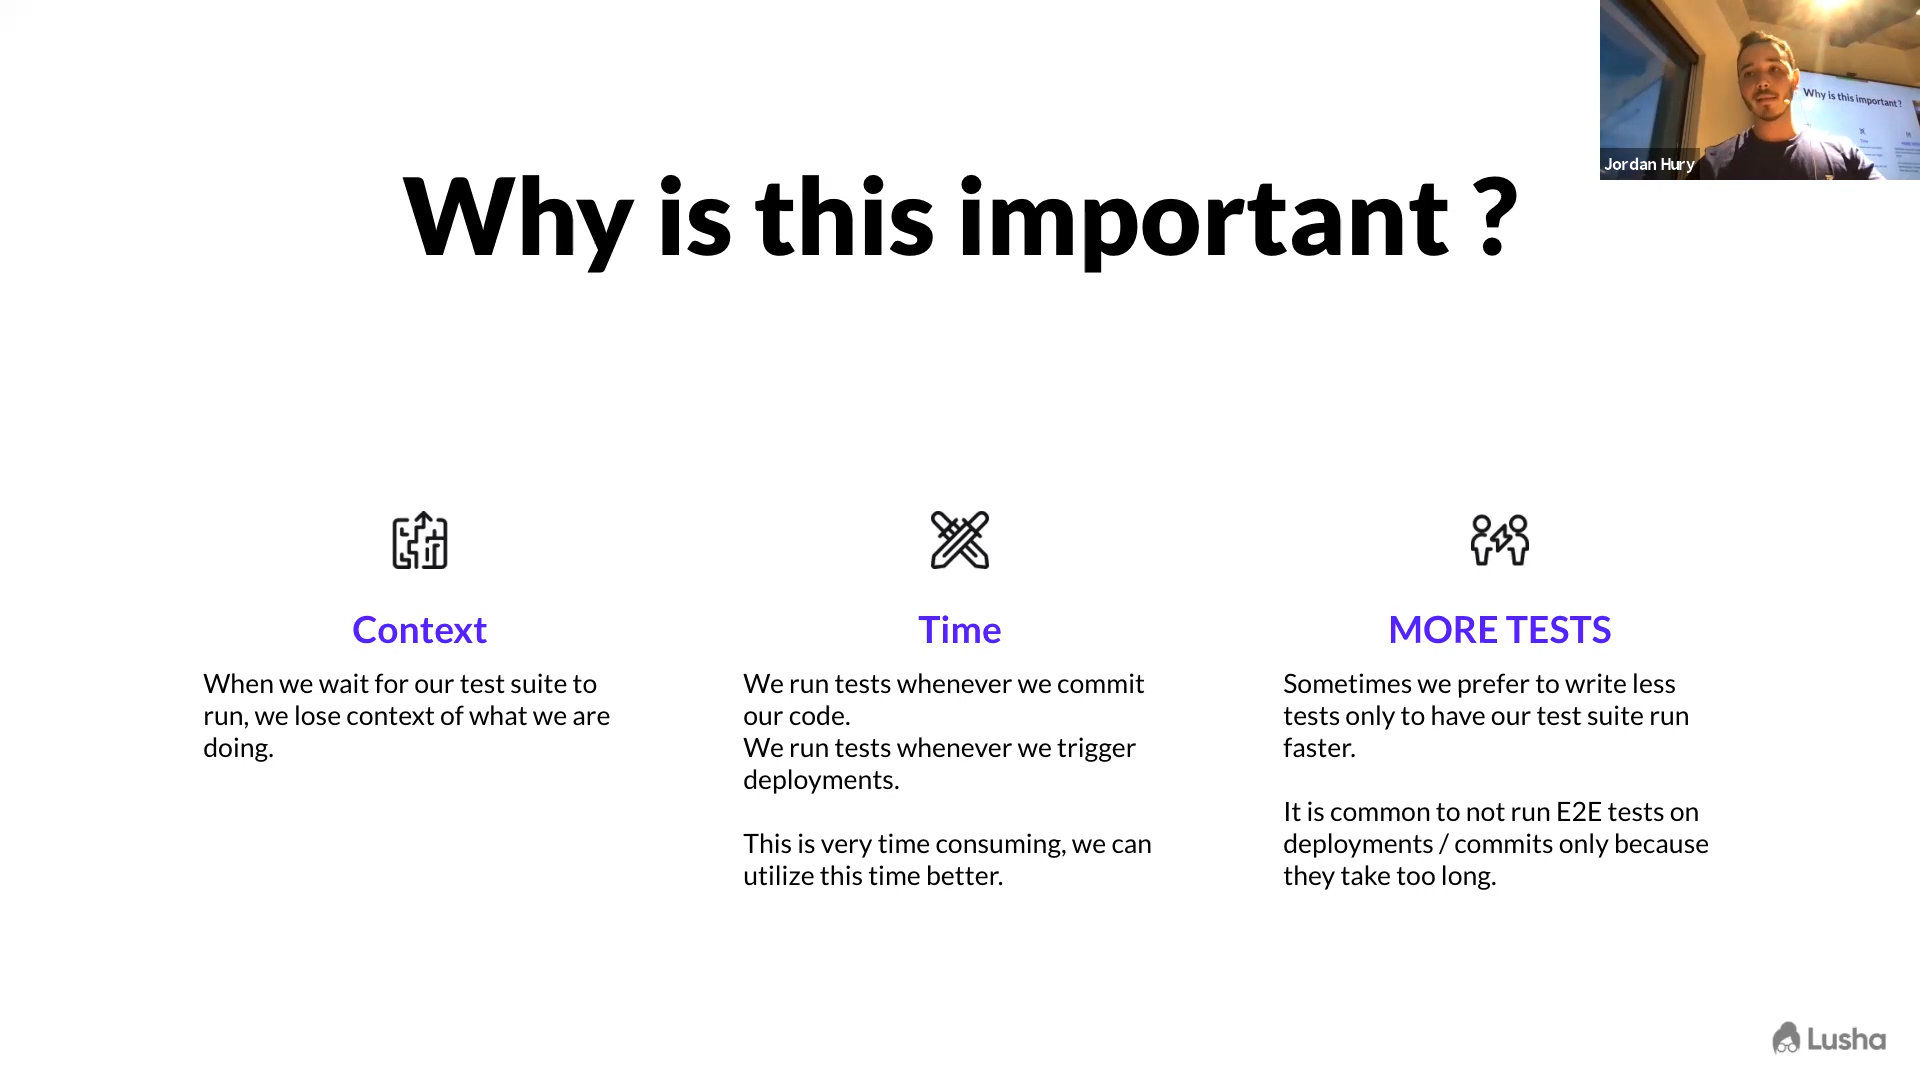 Why is this important ?
Why is this important ?
Jordan Hury
Context
When we wait for our test suite to
run, we lose context of what we are
doing.
Time
We run tests whenever we commit
our code.
We run tests whenever we trigger
deployments.
This is very time consuming, we can
utilize this time better.
MORE TESTS
Sometimes we prefer to write less
tests only to have our test suite run
faster.
It is common to not run E2E tests on
deployments / commits only because
they take too long.
Lusha